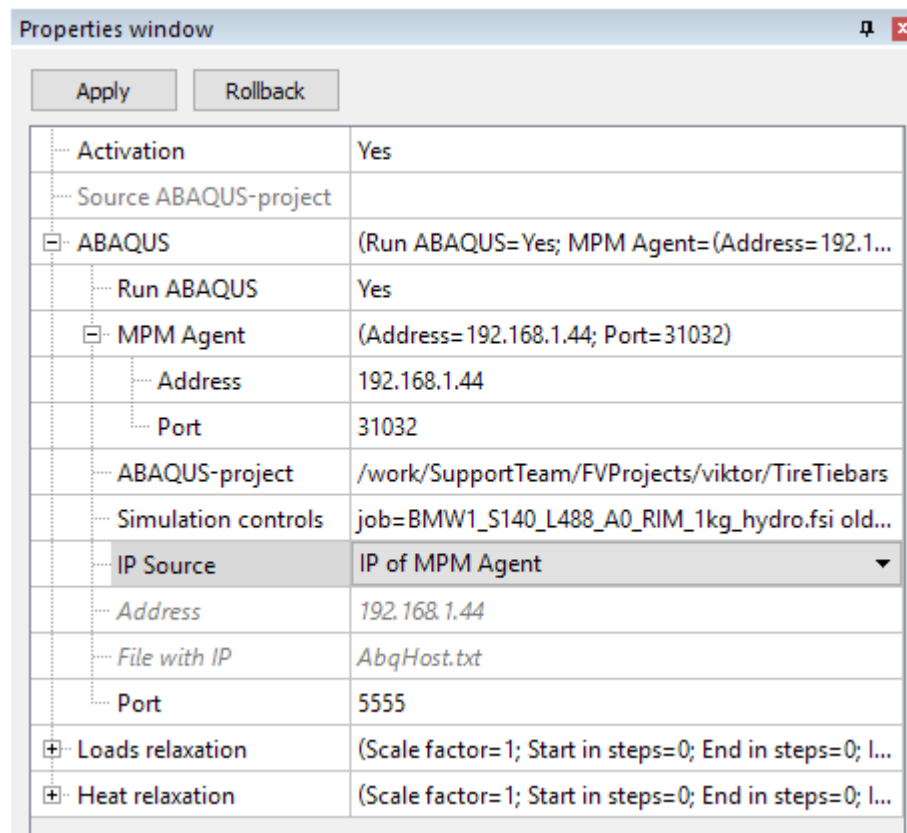 Properties window
Apply Rollback
Activation Yes
Source ABAQUS-project
ABAQUS (Run ABAQUS=Yes; MPM Agent=(Address=192.1...
Run ABAQUS Yes
MPM Agent (Address=192.168.1.44; Port=31032)
Address 192.168.1.44
Port 31032
ABAQUS-project /work/SupportTeam/FVProjects/viktor/TireTiebars
Simulation controls job=BMW1_S140_L488_A0_RIM_1kg_hydro.fsi old...
IP Source IP of MPM Agent
Address 192.168.1.44
File with IP AbqHost.txt
Port 5555
Loads relaxation (Scale factor=1; Start in steps=0; End in steps=0; I...
Heat relaxation (Scale factor=1; Start in steps=0; End in steps=0; I...